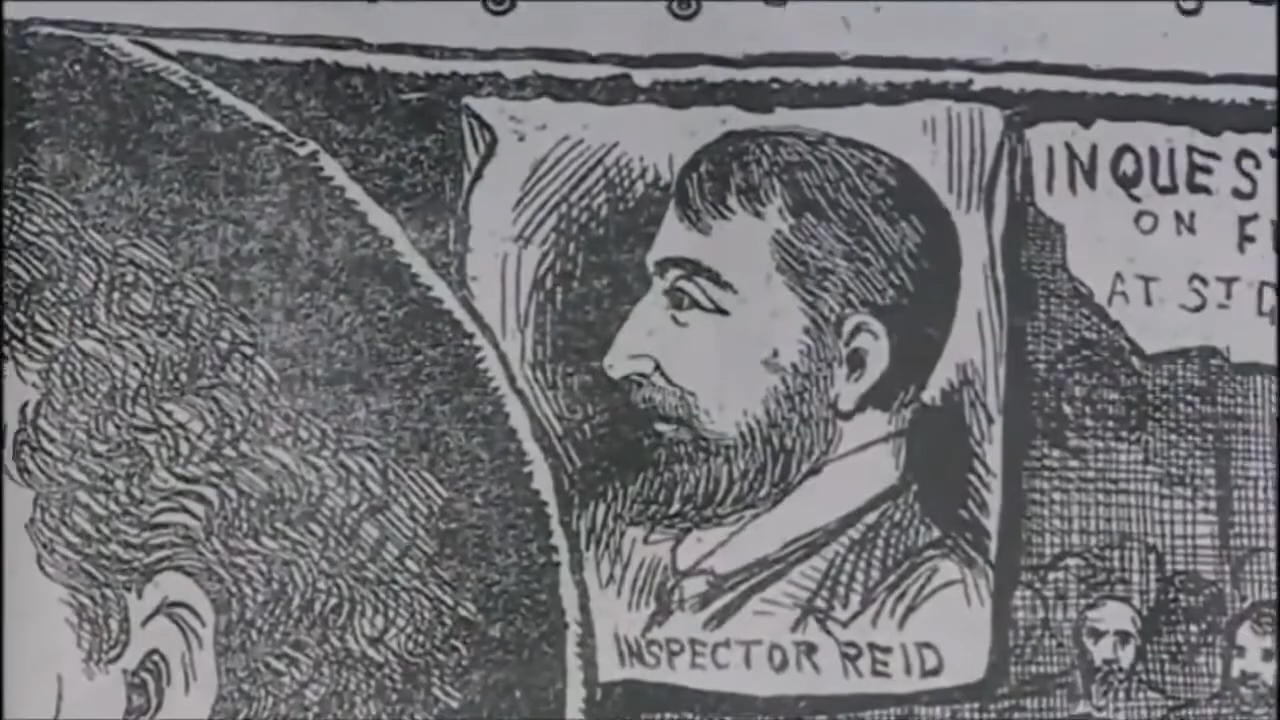 INSPECTOR REID
INQUES
ON F
AT ST